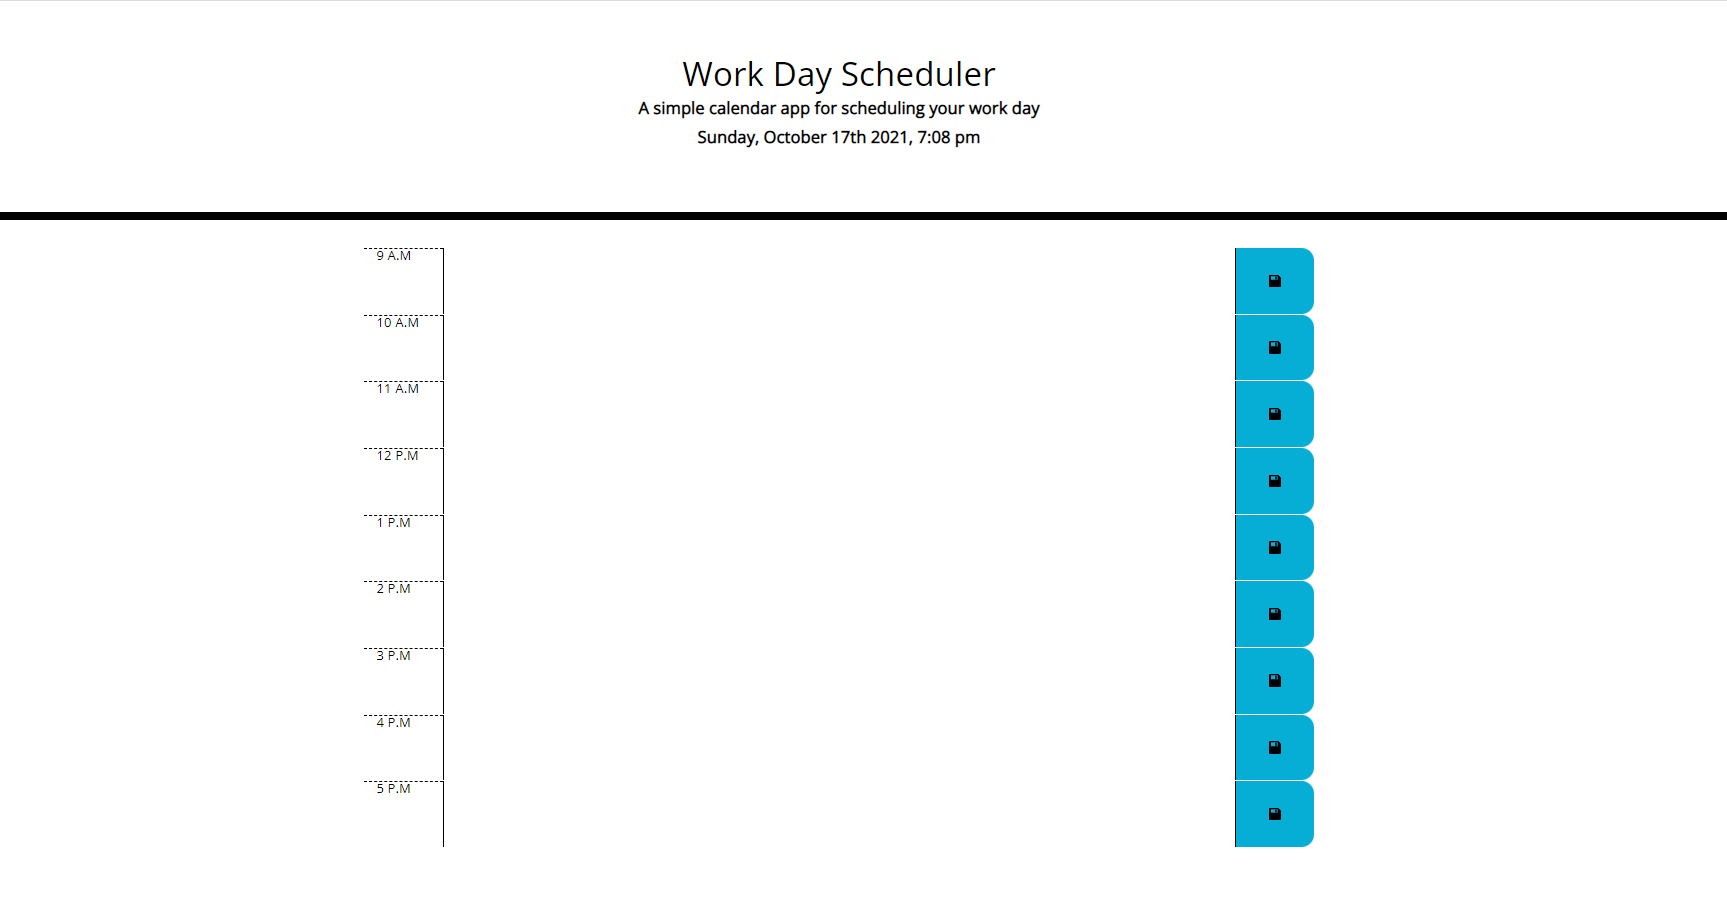 Work Day Scheduler
A simple calendar app for scheduling your work day
Sunday, October 17th 2021, 7:08 pm
9 A.M
10 A.M
11 A.M
12 P.M
1 P.M
2 P.M
3 P.M
4 P.M
5 P.M